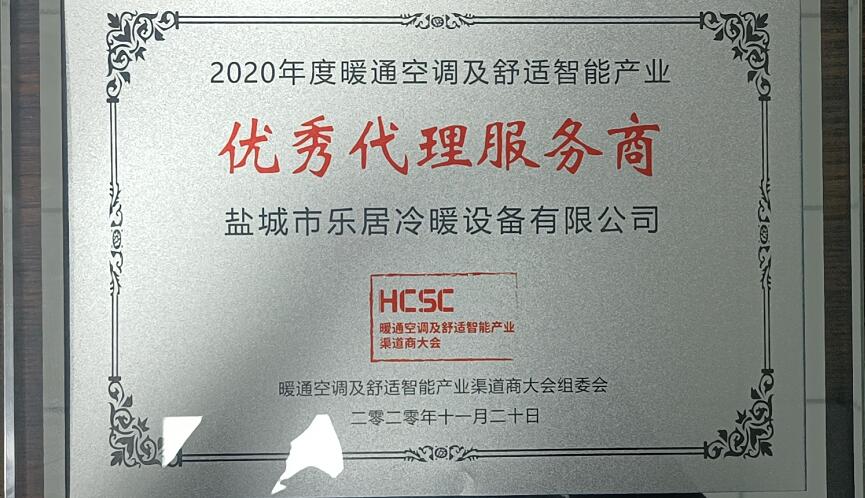 2020年度暖通空调及舒适智能产业
优秀代理服务商
盐城市乐居冷暖设备有限公司
HCSC
暖通空调及舒适智能产业
渠道商大会
暖通空调及舒适智能产业渠道商大会组委会
二零二零年十一月二十日